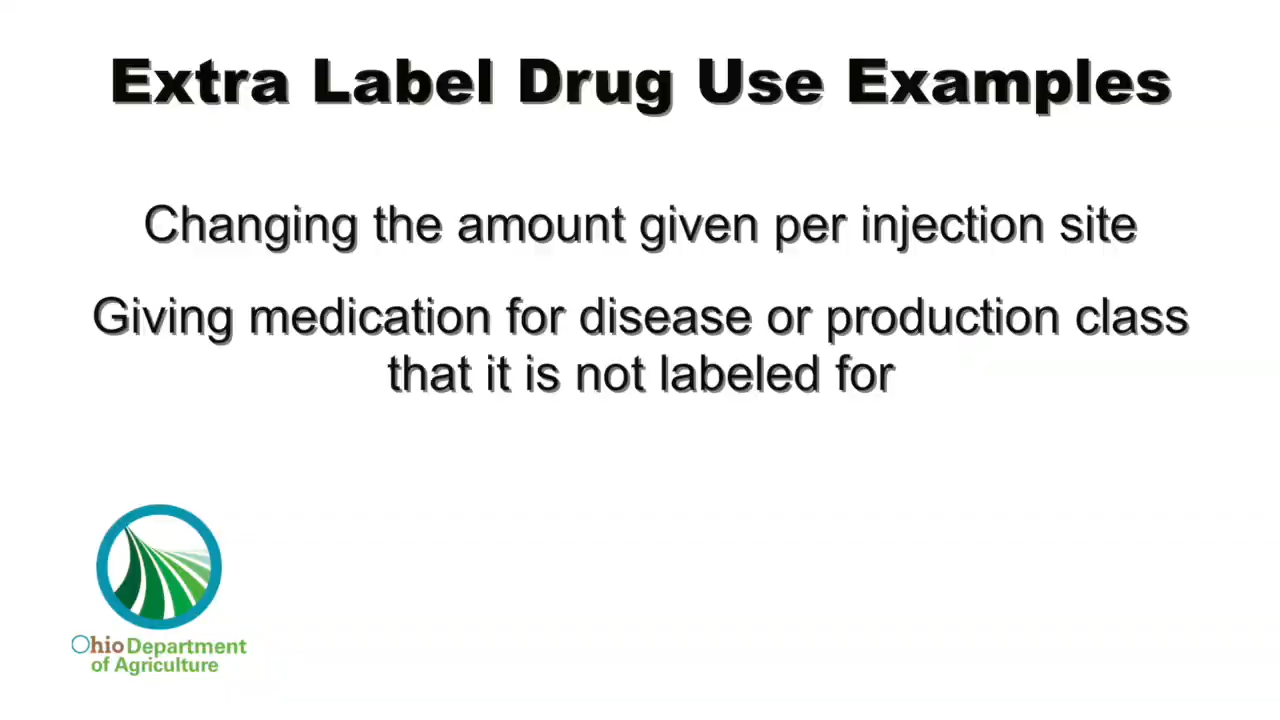 Extra Label Drug Use Examples
Changing the amount given per injection site
Giving medication for disease or production class
that it is not labeled for
Ohio Department
of Agriculture